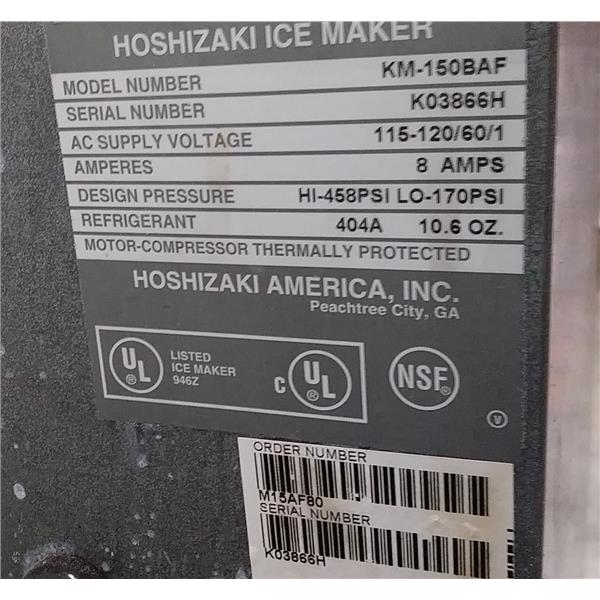 HOSHIZAKI ICE MAKER
MODEL NUMBER KM-150BAF
SERIAL NUMBER K03866H
AC SUPPLY VOLTAGE 115-120/60/1
AMPERES 8 AMPS
DESIGN PRESSURE HI-458PSI LO-170PSI
REFRIGERANT 404A 10.6 OZ.
MOTOR-COMPRESSOR THERMALLY PROTECTED
HOSHIZAKI AMERICA, INC.
Peachtree City, GA
UL ® LISTED
ICE MAKER
946Z
C UL ®
NSF ®
V
ORDER NUMBER
M15AF80
SERIAL NUMBER
K03866H